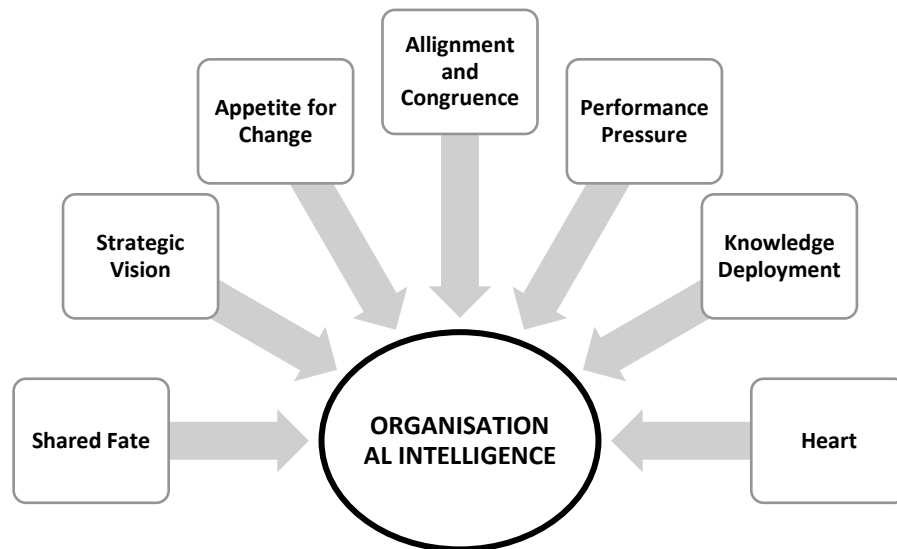 Allignment
and
Congruence
Appetite for
Change
Performance
Pressure
Strategic
Vision
Knowledge
Deployment
Shared Fate
ORGANISATION
AL INTELLIGENCE
Heart